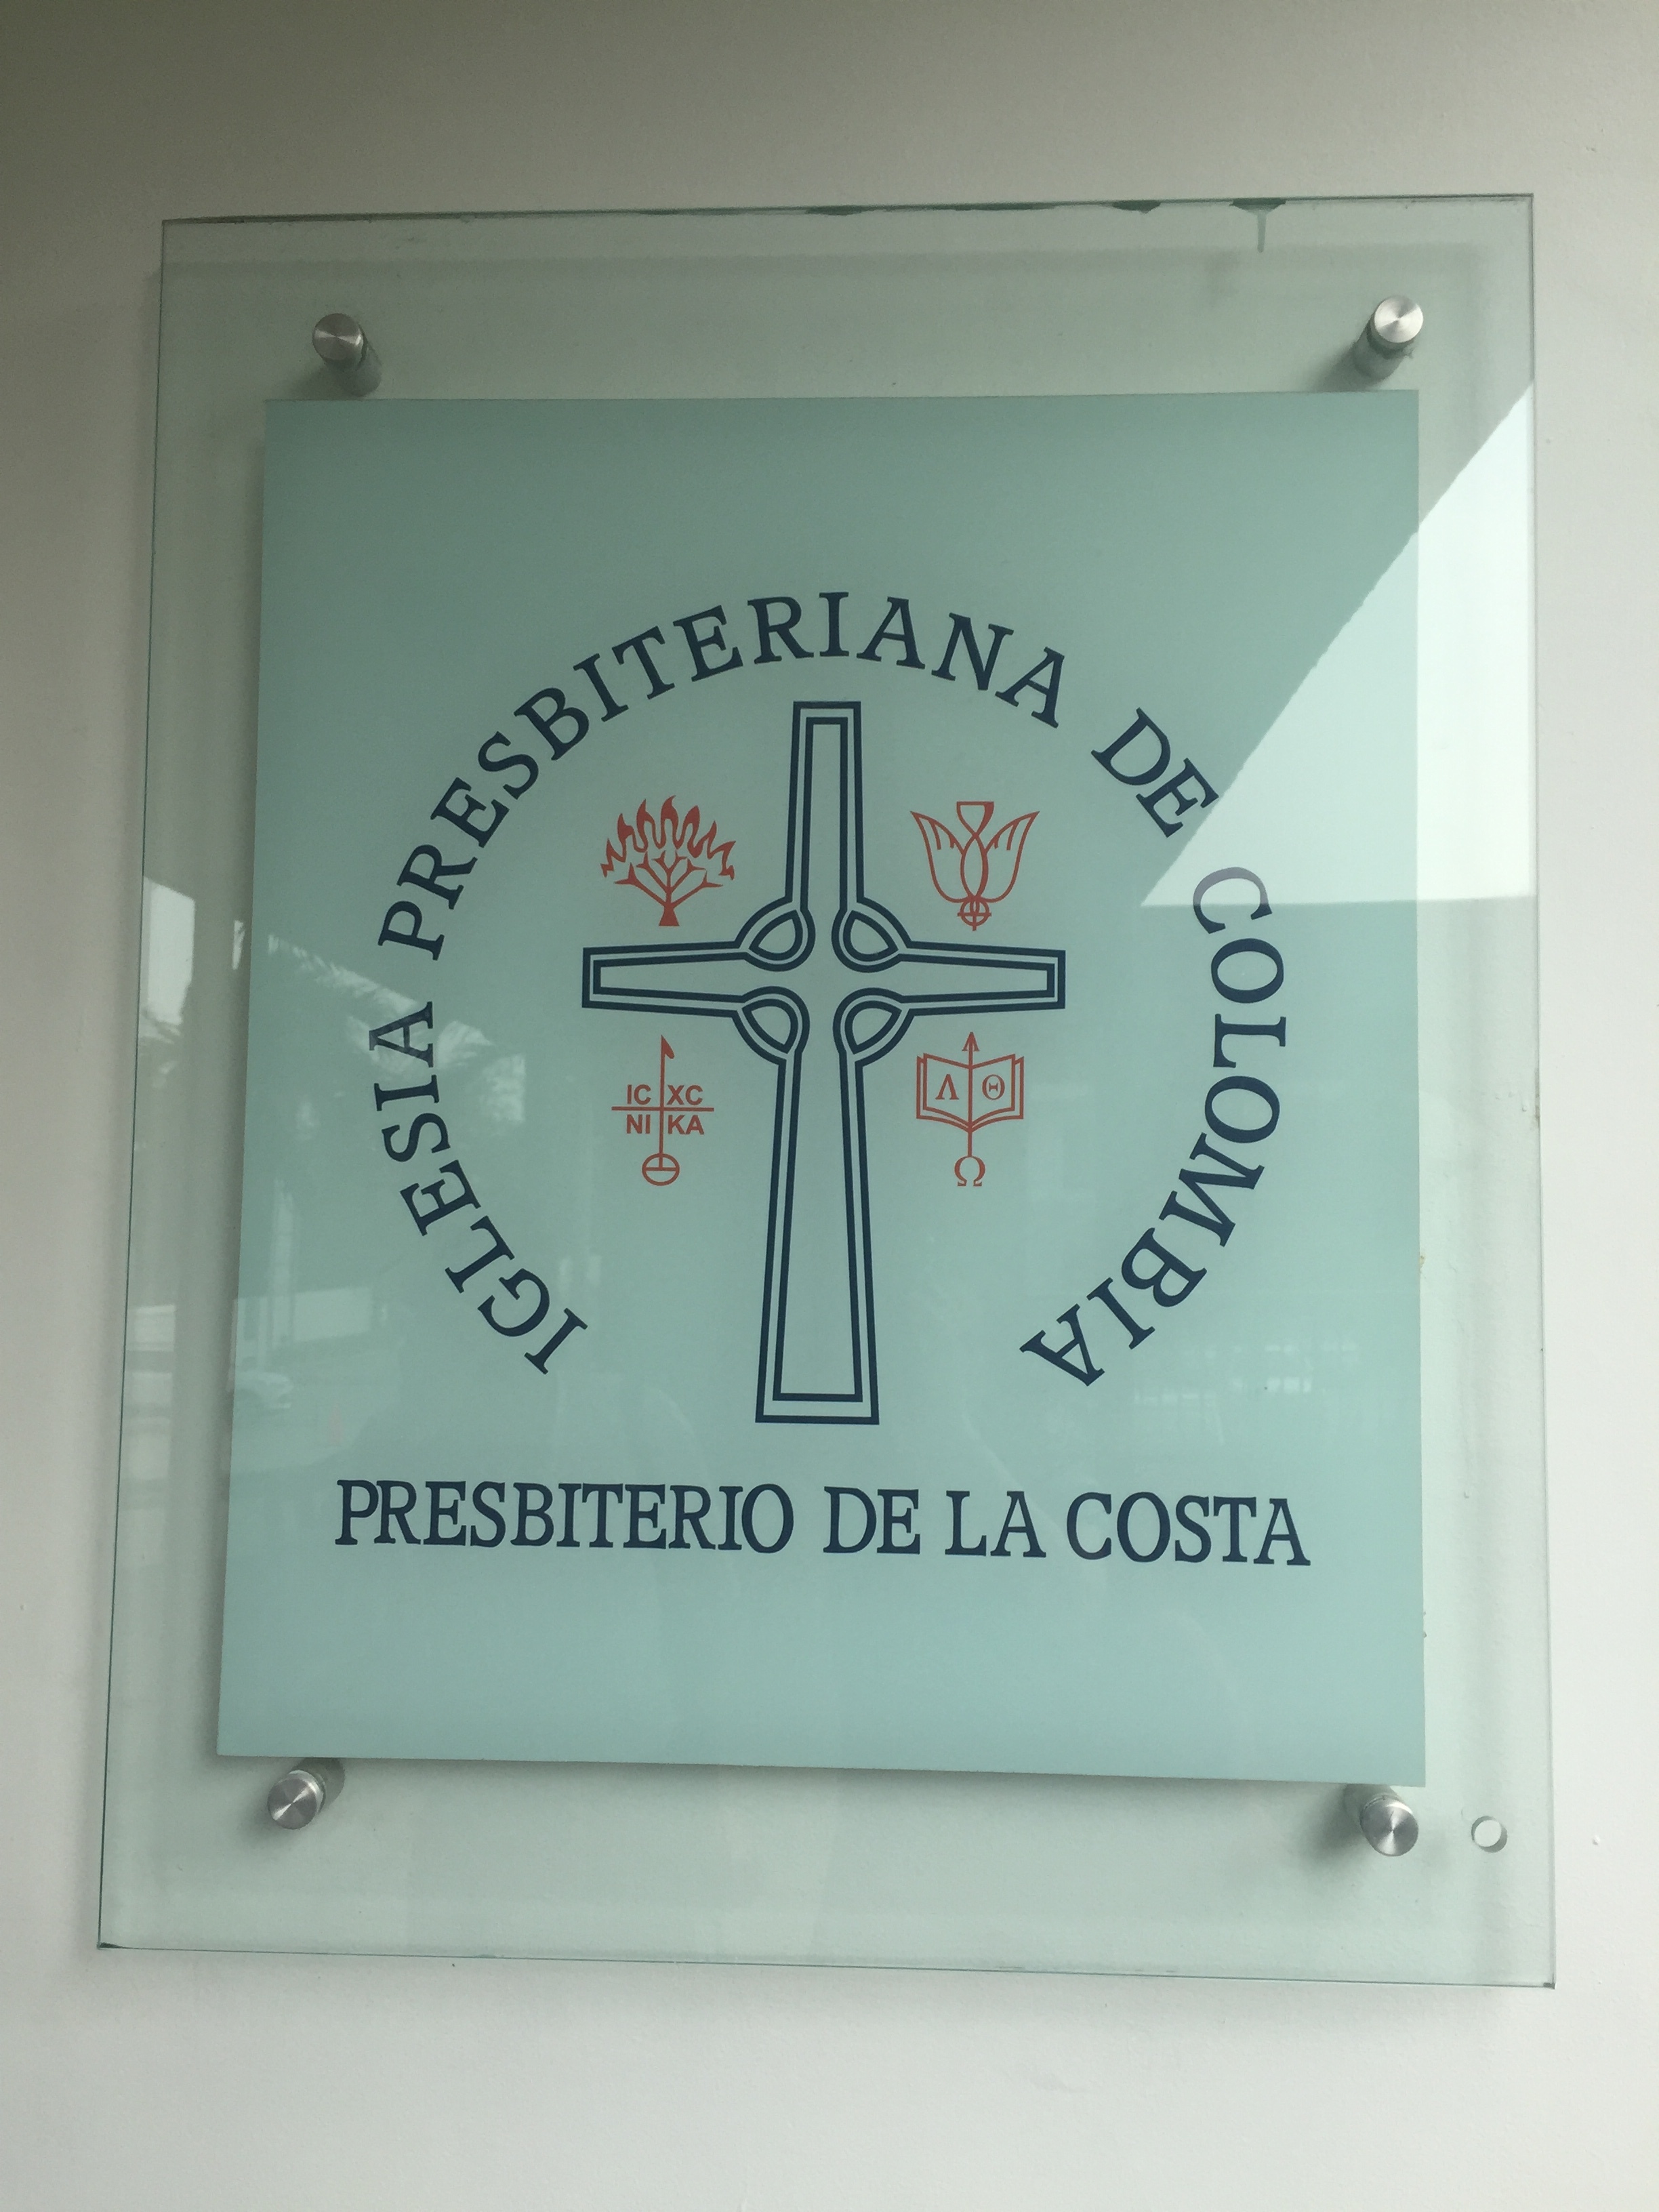 IGLESIA PRESBITERIANA DE COLOMBIA
IC XC
NI KA
Λ Θ
Ω
PRESBITERIO DE LA COSTA